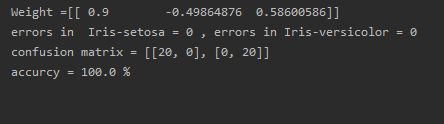 Weight =[[ 0.9        -0.49864876  0.58600586]]
errors in  Iris-setosa = 0 , errors in Iris-versicolor = 0
confusion matrix = [[20, 0], [0, 20]]
accurcy = 100.0 %